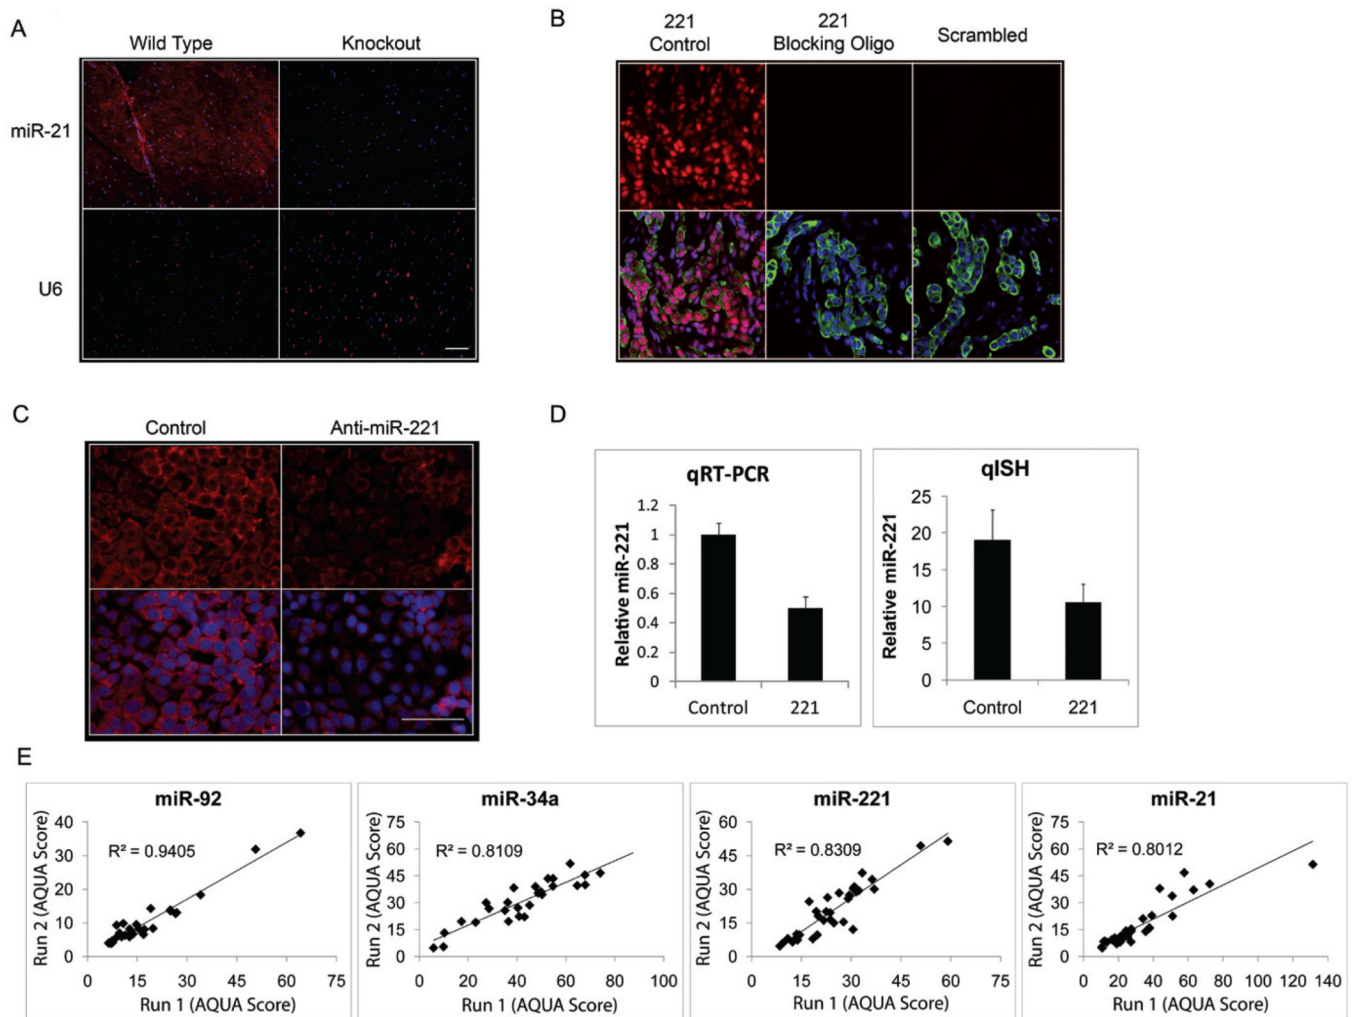 A
Wild Type
Knockout
miR-21
U6
B
221
Control
221
Blocking Oligo
Scrambled
C
Control
Anti-miR-221
D
qRT-PCR
Relative miR-221
1.2
1
0.8
0.6
0.4
0.2
0
Control
221
qISH
Relative miR-221
25
20
15
10
5
0
Control
221
E
miR-92
Run 2 (AQUA Score)
40
30
20
10
0
R² = 0.9405
0 15 30 45 60 75
Run 1 (AQUA Score)
miR-34a
Run 2 (AQUA Score)
75
60
45
30
15
0
R² = 0.8109
0 20 40 60 80 100
Run 1 (AQUA Score)
miR-221
Run 2 (AQUA Score)
60
45
30
15
0
R² = 0.8309
0 15 30 45 60 75
Run 1 (AQUA Score)
miR-21
Run 2 (AQUA Score)
75
60
45
30
15
0
R² = 0.8012
0 20 40 60 80 100 120 140
Run 1 (AQUA Score)